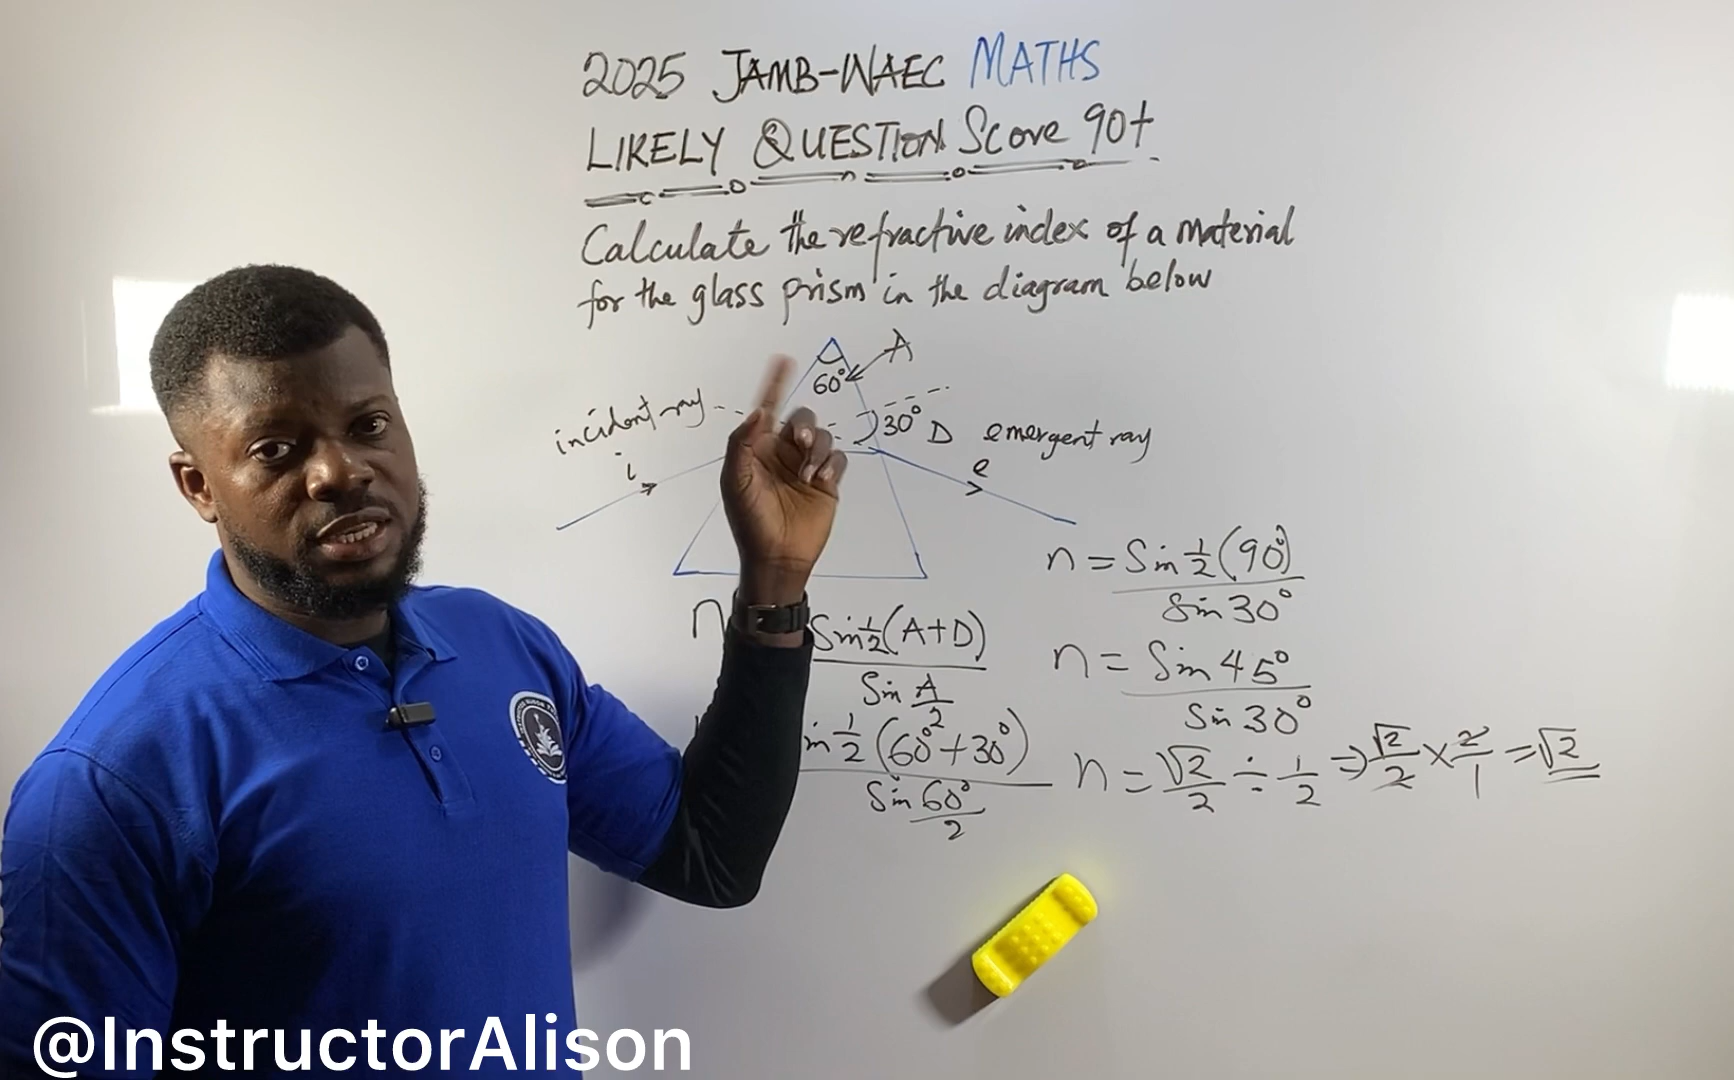 2025 JAMB-WAEC MATHS
LIKELY QUESTION Score 90+
Calculate the refractive index of a material
for the glass prism in the diagram below
A
60°
incident ray
30° D emergent ray
i
e
n = Sin ½ (90°)
Sin 30°
n
Sin ½ (A+D)
Sin A
2
n = Sin 45°
Sin 30°
in ½ (60° + 30°)
Sin 60°
2
n = √2/2 ÷ 1/2 ⇒ √2/2 × 2/1 = √2
@InstructorAlison